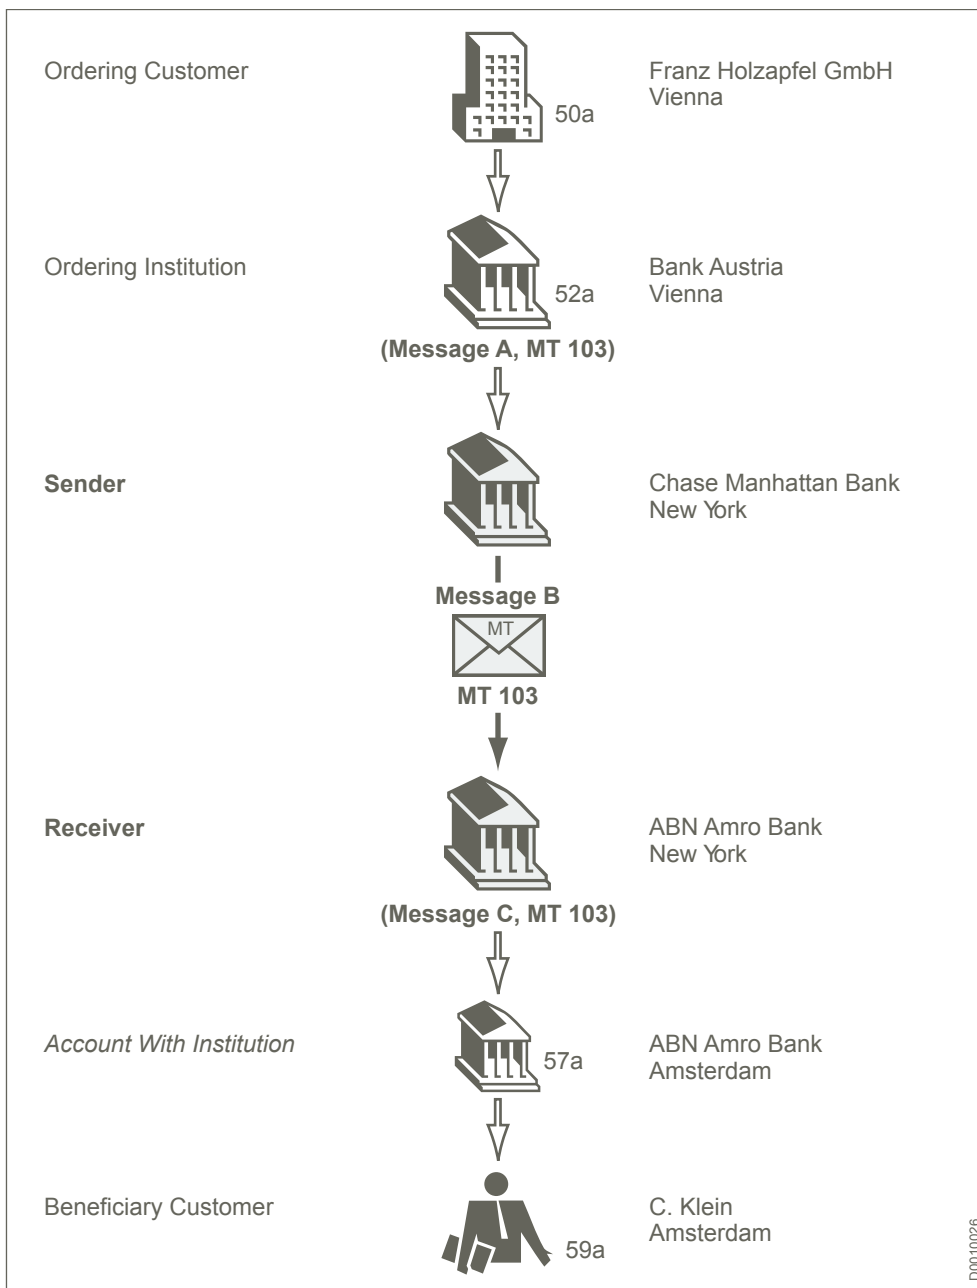 Ordering Customer
50a
Franz Holzapfel GmbH
Vienna
Ordering Institution
52a
Bank Austria
Vienna
(Message A, MT 103)
Sender
Chase Manhattan Bank
New York
Message B
MT
MT 103
Receiver
ABN Amro Bank
New York
(Message C, MT 103)
Account With Institution
57a
ABN Amro Bank
Amsterdam
Beneficiary Customer
59a
C. Klein
Amsterdam
D0010026